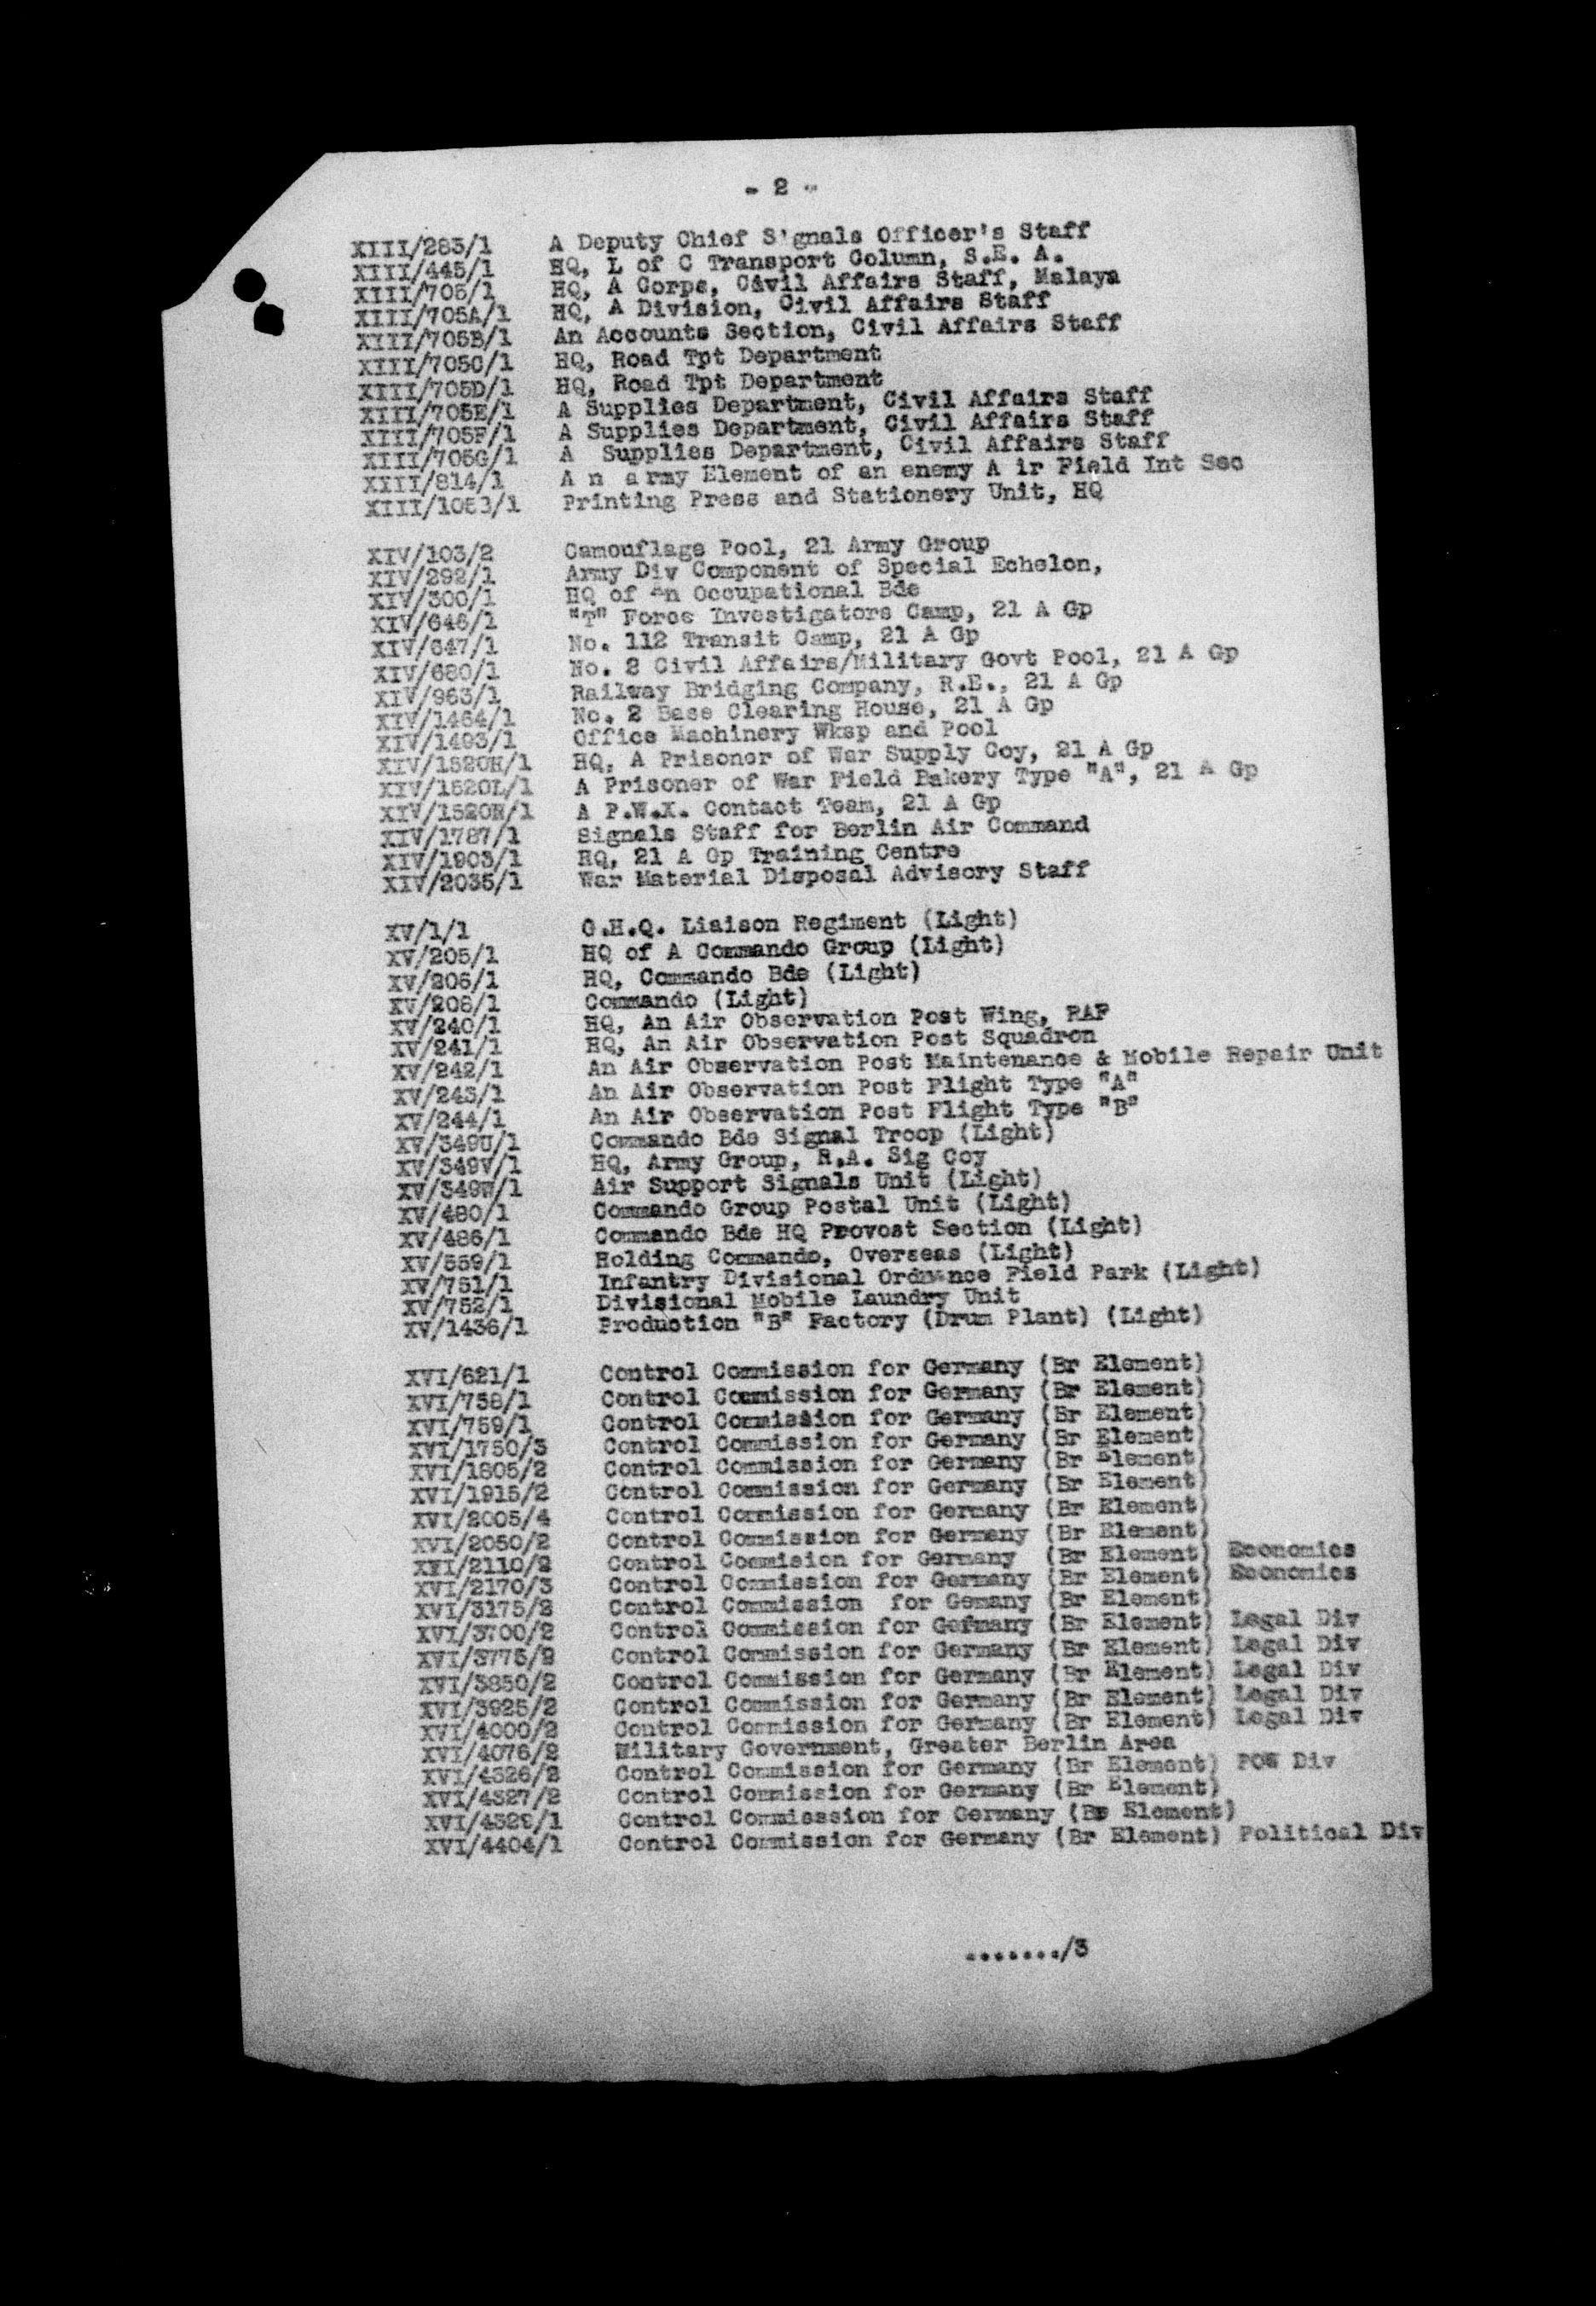 - 2 -
XIII/283/1 A Deputy Chief S'gnals Officer's Staff
XIII/445/1 HQ, L of C Transport Column, S.E. A.
XIII/705/1 HQ, A Corps, Civil Affairs Staff, Malaya
XIII/705A/1 HQ, A Division, Civil Affairs Staff
XIII/705B/1 An Accounts Section, Civil Affairs Staff
XIII/705C/1 HQ, Road Tpt Department
XIII/705D/1 HQ, Road Tpt Department
XIII/705E/1 A Supplies Department, Civil Affairs Staff
XIII/705F/1 A Supplies Department, Civil Affairs Staff
XIII/705G/1 A Supplies Department, Civil Affairs Staff
XIII/814/1 A n army Element of an enemy A ir Field Int Sec
XIII/1053/1 Printing Press and Stationery Unit, HQ
XIV/103/2 Camouflage Pool, 21 Army Group
XIV/292/1 Army Div Component of Special Echelon,
XIV/300/1 HQ of An Occupational Bde
XIV/646/1 "T" Force Investigators Camp, 21 A Gp
XIV/647/1 No. 112 Transit Camp, 21 A Gp
XIV/680/1 No. 2 Civil Affairs/Military Govt Pool, 21 A Gp
XIV/963/1 Railway Bridging Company, R.E., 21 A Gp
XIV/1464/1 No. 2 Base Clearing House, 21 A Gp
XIV/1493/1 Office Machinery Wksp and Pool
XIV/1520H/1 HQ, A Prisoner of War Supply Coy, 21 A Gp
XIV/1520L/1 A Prisoner of War Field Bakery Type "A", 21 A Gp
XIV/1520R/1 A P.W.X. Contact Team, 21 A Gp
XIV/1787/1 Signals Staff for Berlin Air Command
XIV/1903/1 HQ, 21 A Gp Training Centre
XIV/2035/1 War Material Disposal Advisory Staff
XV/1/1 G.H.Q. Liaison Regiment (Light)
XV/205/1 HQ of A Commando Group (Light)
XV/206/1 HQ, Commando Bde (Light)
XV/208/1 Commando (Light)
XV/240/1 HQ, An Air Observation Post Wing, RAF
XV/241/1 HQ, An Air Observation Post Squadron
XV/242/1 An Air Observation Post Maintenance & Mobile Repair Unit
XV/243/1 An Air Observation Post Flight Type "A"
XV/244/1 An Air Observation Post Flight Type "B"
XV/349U/1 Commando Bde Signal Troop (Light)
XV/349V/1 HQ, Army Group, R.A. Sig Coy
XV/349W/1 Air Support Signals Unit (Light)
XV/480/1 Commando Group Postal Unit (Light)
XV/486/1 Commando Bde HQ Provost Section (Light)
XV/559/1 Holding Commando, Overseas (Light)
XV/751/1 Infantry Divisional Ordnance Field Park (Light)
XV/752/1 Divisional Mobile Laundry Unit
XV/1436/1 Production "B" Factory (Drum Plant) (Light)
XVI/621/1 Control Commission for Germany (Br Element)
XVI/758/1 Control Commission for Germany (Br Element)
XVI/759/1 Control Commission for Germany (Br Element)
XVI/1750/3 Control Commission for Germany (Br Element)
XVI/1805/2 Control Commission for Germany (Br Element)
XVI/1915/2 Control Commission for Germany (Br Element)
XVI/2005/4 Control Commission for Germany (Br Element)
XVI/2050/2 Control Commission for Germany (Br Element)
XVI/2110/2 Control Commision for Germany (Br Element) Economics
XVI/2170/3 Control Commission for Germany (Br Element) Economics
XVI/3175/2 Control Commission for Gemany (Br Element)
XVI/3700/2 Control Commission for Germany (Br Element) Legal Div
XVI/3775/2 Control Commission for Germany (Br Element) Legal Div
XVI/3850/2 Control Commission for Germany (Br Element) Legal Div
XVI/3925/2 Control Commission for Germany (Br Element) Legal Div
XVI/4000/2 Control Commission for Germany (Br Element) Legal Div
XVI/4076/2 Military Government, Greater Berlin Area
XVI/4326/2 Control Commission for Germany (Br Element) POW Div
XVI/4327/2 Control Commission for Germany (Br Element)
XVI/4328/1 Control Commisssion for Germany (Br Element)
XVI/4404/1 Control Commission for Germany (Br Element) Political Div
......./3